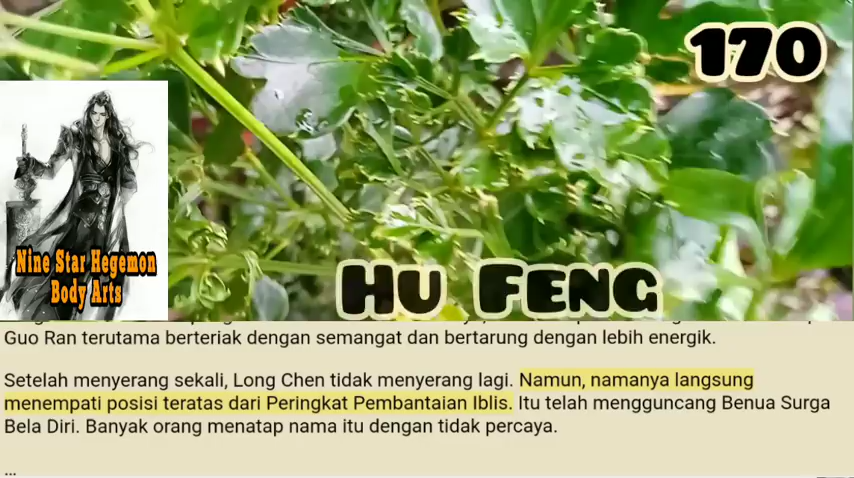 170
Nine Star Hegemon
Body Arts
HU FENG
Guo Ran terutama berteriak dengan semangat dan bertarung dengan lebih energik.
Setelah menyerang sekali, Long Chen tidak menyerang lagi. Namun, namanya langsung
menempati posisi teratas dari Peringkat Pembantaian Iblis. Itu telah mengguncang Benua Surga
Bela Diri. Banyak orang menatap nama itu dengan tidak percaya.
...